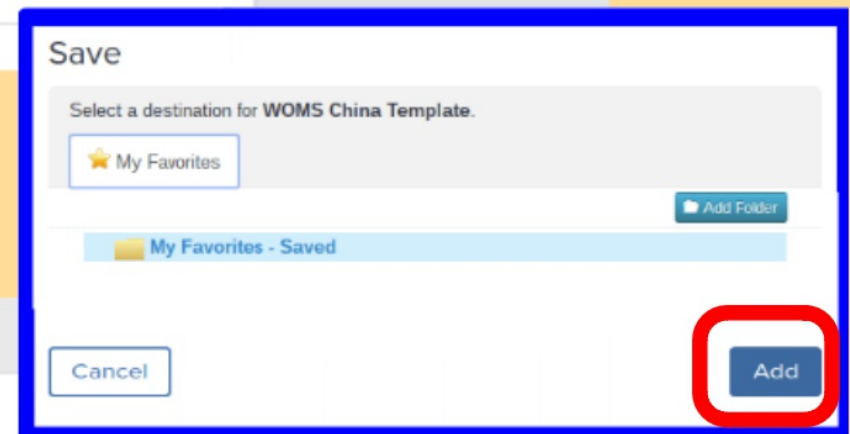 Save
Select a destination for WOMS China Template.
My Favorites
Add Folder
My Favorites - Saved
Cancel
Add